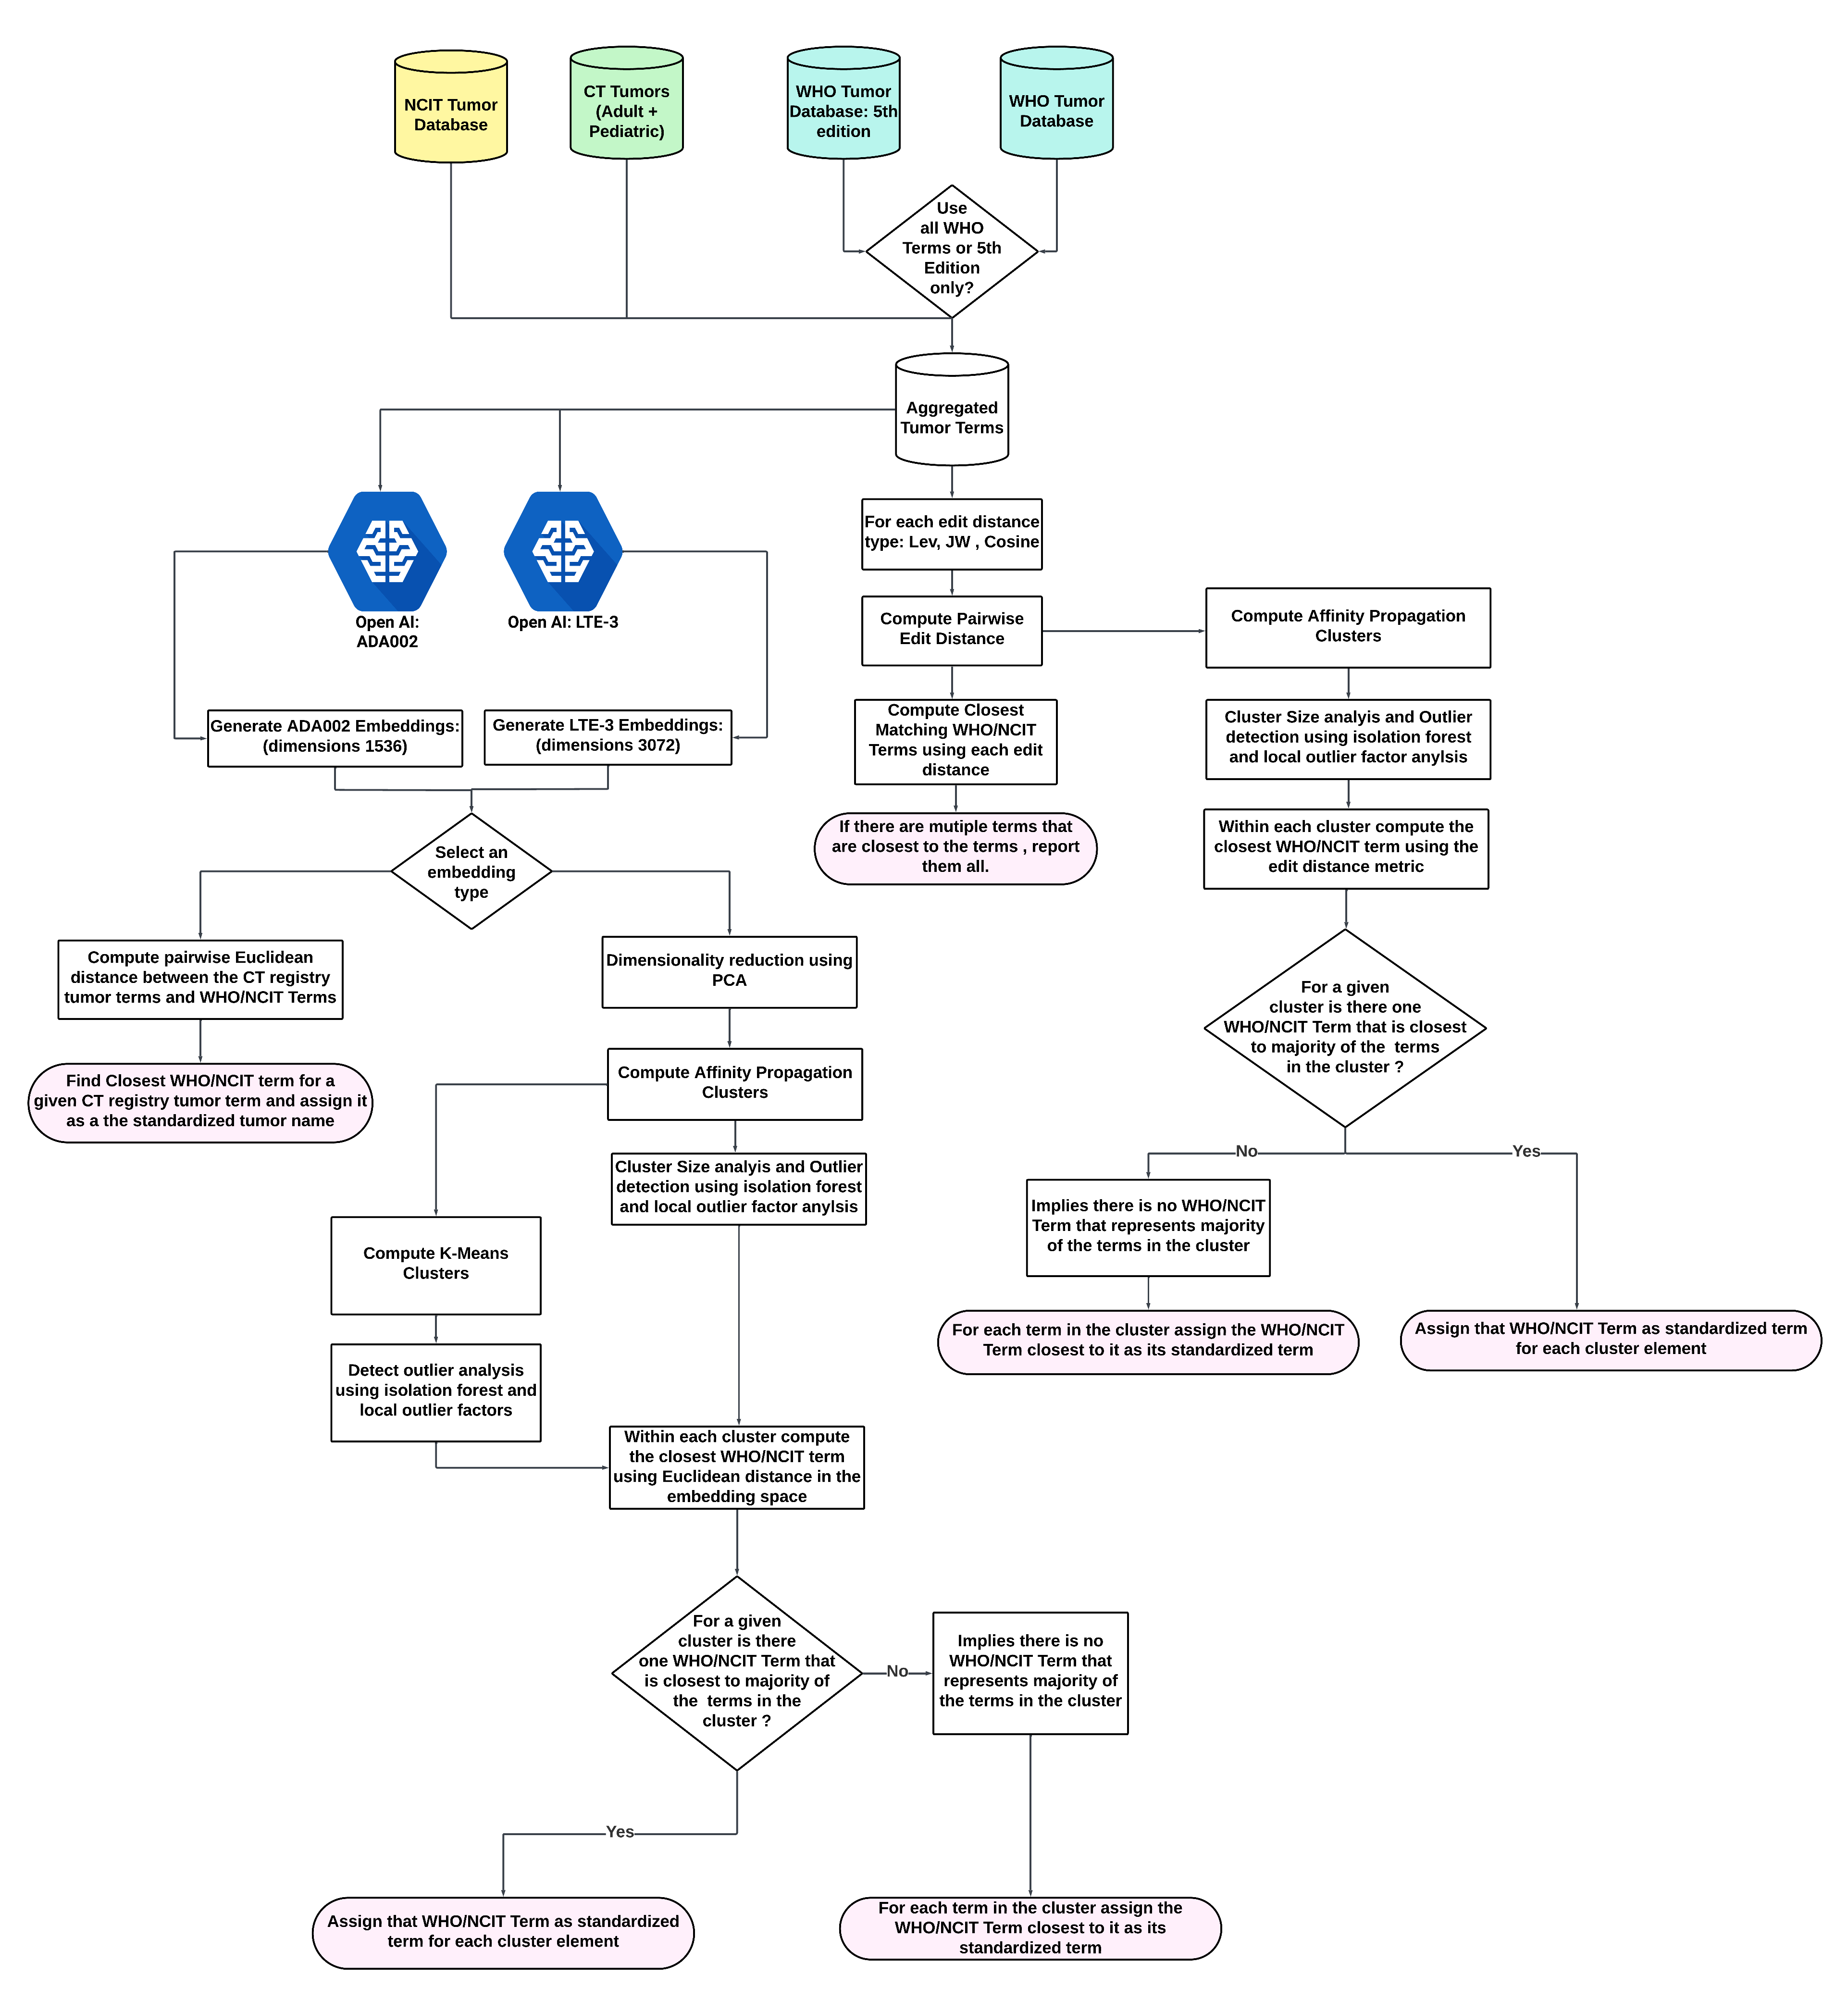 NCIT Tumor
Database
CT Tumors
(Adult +
Pediatric)
WHO Tumor
Database: 5th
edition
WHO Tumor
Database
Use
all WHO
Terms or 5th
Edition
only?
Aggregated
Tumor Terms
Open AI:
ADA002
Open AI: LTE-3
For each edit distance
type: Lev, JW , Cosine
Compute Pairwise
Edit Distance
Compute Affinity Propagation
Clusters
Generate ADA002 Embeddings:
(dimensions 1536)
Generate LTE-3 Embeddings:
(dimensions 3072)
Compute Closest
Matching WHO/NCIT
Terms using each edit
distance
Cluster Size analyis and Outlier
detection using isolation forest
and local outlier factor anylsis
If there are mutiple terms that
are closest to the terms , report
them all.
Within each cluster compute the
closest WHO/NCIT term using the
edit distance metric
Select an
embedding
type
Compute pairwise Euclidean
distance between the CT registry
tumor terms and WHO/NCIT Terms
Dimensionality reduction using
PCA
For a given
cluster is there one
WHO/NCIT Term that is closest
to majority of the  terms
in the cluster ?
Find Closest WHO/NCIT term for a
given CT registry tumor term and assign it
as a the standardized tumor name
Compute Affinity Propagation
Clusters
No
Yes
Cluster Size analyis and Outlier
detection using isolation forest
and local outlier factor anylsis
Implies there is no WHO/NCIT
Term that represents majority
of the terms in the cluster
Compute K-Means
Clusters
For each term in the cluster assign the WHO/NCIT
Term closest to it as its standardized term
Assign that WHO/NCIT Term as standardized term
for each cluster element
Detect outlier analysis
using isolation forest and
local outlier factors
Within each cluster compute
the closest WHO/NCIT term
using Euclidean distance in the
embedding space
For a given
cluster is there
one WHO/NCIT Term that
is closest to majority of
the  terms in the
cluster ?
No
Implies there is no
WHO/NCIT Term that
represents majority of
the terms in the cluster
Yes
Assign that WHO/NCIT Term as standardized
term for each cluster element
For each term in the cluster assign the
WHO/NCIT Term closest to it as its
standardized term